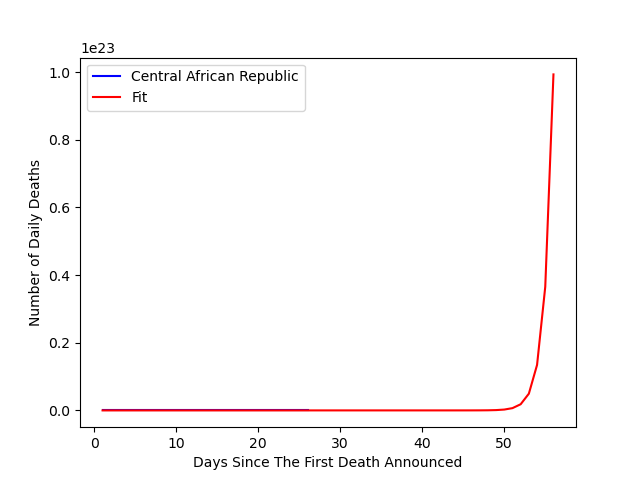 1e23
1.0
0.8
0.6
0.4
0.2
0.0
0 10 20 30 40 50
Number of Daily Deaths
Days Since The First Death Announced
Central African Republic
Fit